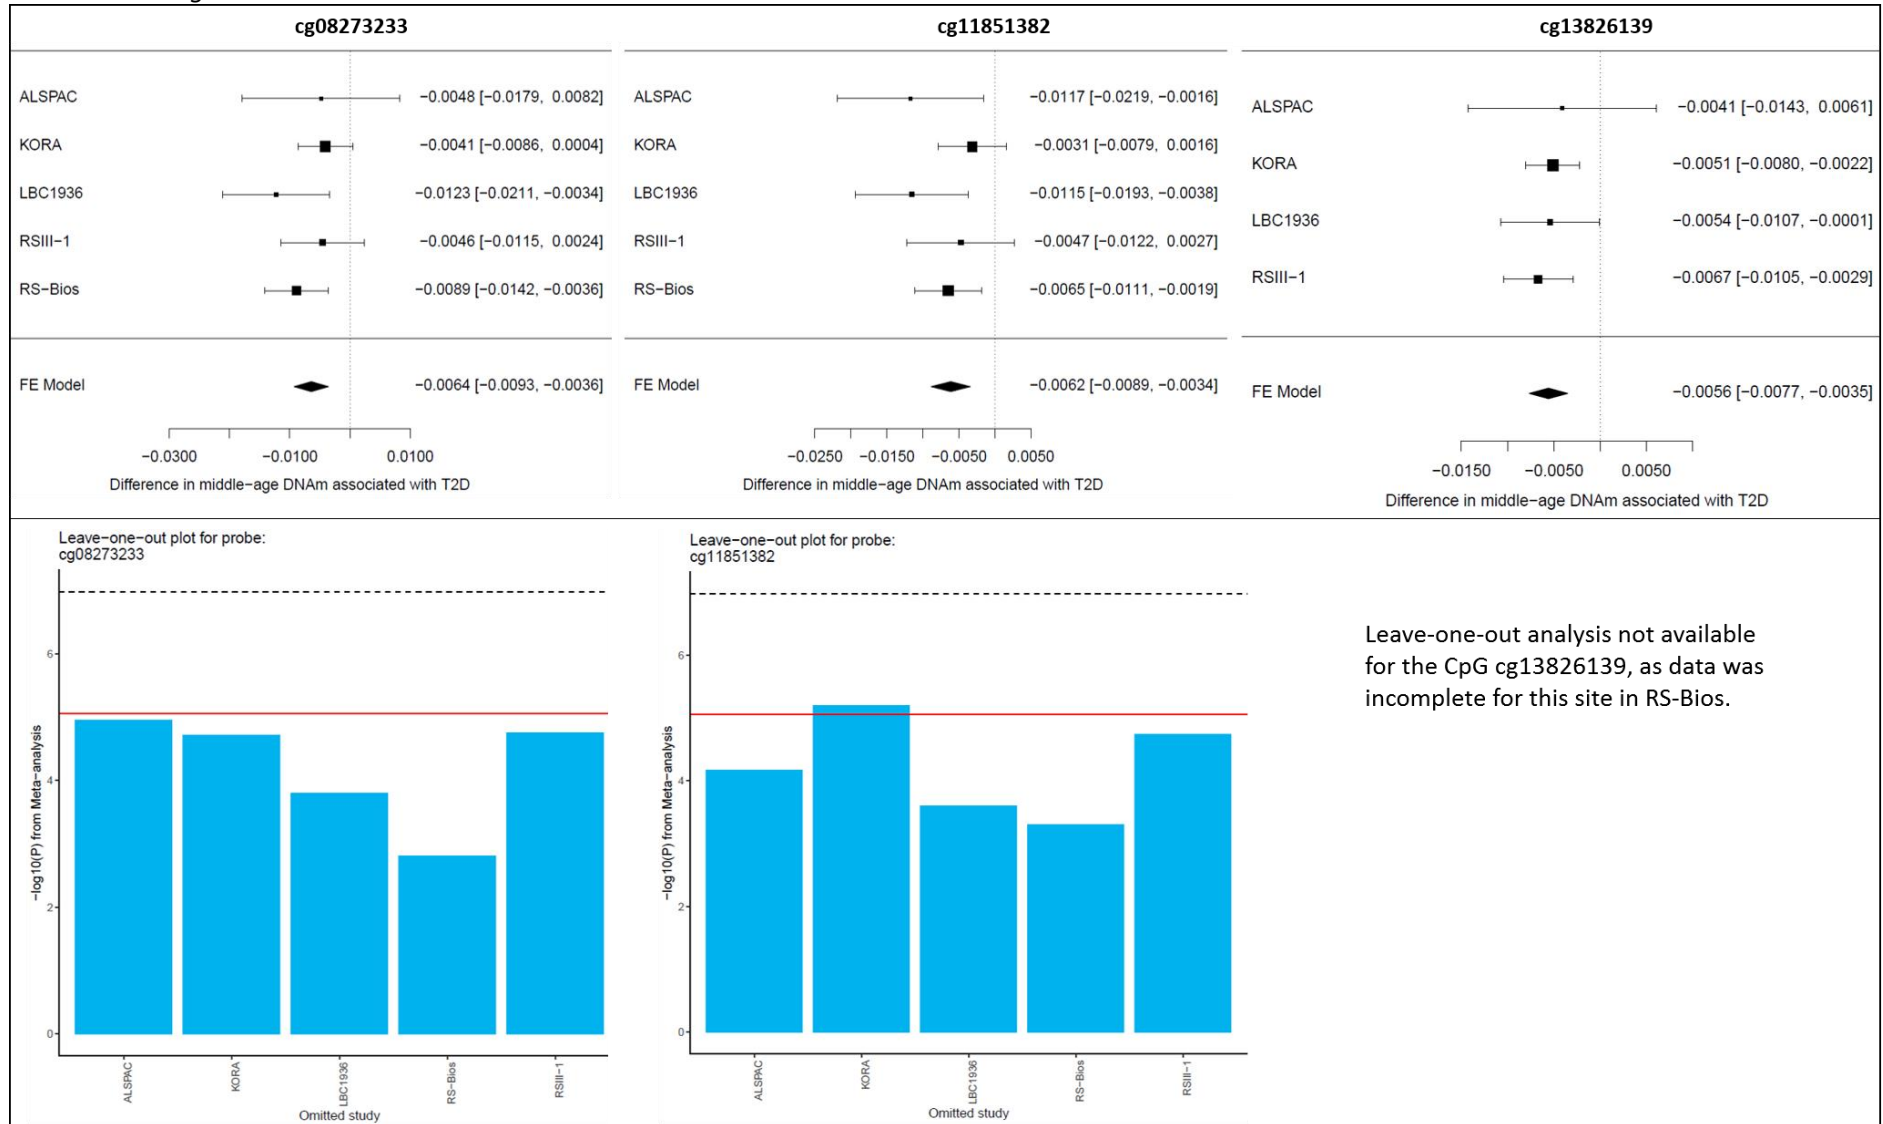 cg08273233
ALSPAC −0.0048 [−0.0179, 0.0082]
KORA −0.0041 [−0.0086, 0.0004]
LBC1936 −0.0123 [−0.0211, −0.0034]
RSIII−1 −0.0046 [−0.0115, 0.0024]
RS−Bios −0.0089 [−0.0142, −0.0036]
FE Model −0.0064 [−0.0093, −0.0036]
−0.0300 −0.0100 0.0100
Difference in middle−age DNAm associated with T2D
cg11851382
ALSPAC −0.0117 [−0.0219, −0.0016]
KORA −0.0031 [−0.0079, 0.0016]
LBC1936 −0.0115 [−0.0193, −0.0038]
RSIII−1 −0.0047 [−0.0122, 0.0027]
RS−Bios −0.0065 [−0.0111, −0.0019]
FE Model −0.0062 [−0.0089, −0.0034]
−0.0250 −0.0150 −0.0050 0.0050
Difference in middle−age DNAm associated with T2D
cg13826139
ALSPAC −0.0041 [−0.0143, 0.0061]
KORA −0.0051 [−0.0080, −0.0022]
LBC1936 −0.0054 [−0.0107, −0.0001]
RSIII−1 −0.0067 [−0.0105, −0.0029]
FE Model −0.0056 [−0.0077, −0.0035]
−0.0150 −0.0050 0.0050
Difference in middle−age DNAm associated with T2D
Leave−one−out plot for probe:
cg08273233
−log10(P) from Meta−analysis
6
4
2
0
ALSPAC
KORA
LBC1936
RS−Bios
RSIII−1
Omitted study
Leave−one−out plot for probe:
cg11851382
−log10(P) from Meta−analysis
6
4
2
0
ALSPAC
KORA
LBC1936
RS−Bios
RSIII−1
Omitted study
Leave-one-out analysis not available
for the CpG cg13826139, as data was
incomplete for this site in RS-Bios.